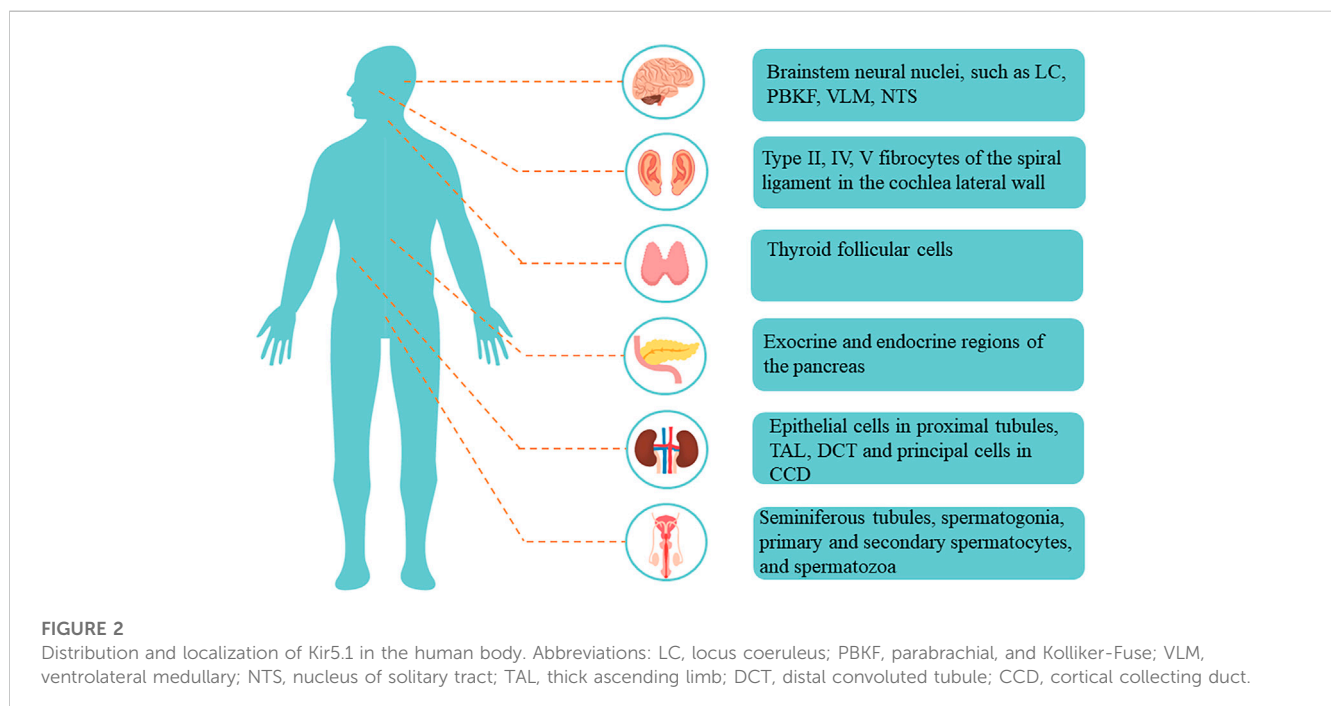 Brainstem neural nuclei, such as LC,
PBKF, VLM, NTS
Type II, IV, V fibrocytes of the spiral
ligament in the cochlea lateral wall
Thyroid follicular cells
Exocrine and endocrine regions of
the pancreas
Epithelial cells in proximal tubules,
TAL, DCT and principal cells in
CCD
Seminiferous tubules, spermatogonia,
primary and secondary spermatocytes,
and spermatozoa
FIGURE 2
Distribution and localization of Kir5.1 in the human body. Abbreviations: LC, locus coeruleus; PBKF, parabrachial, and Kolliker-Fuse; VLM,
ventrolateral medullary; NTS, nucleus of solitary tract; TAL, thick ascending limb; DCT, distal convoluted tubule; CCD, cortical collecting duct.